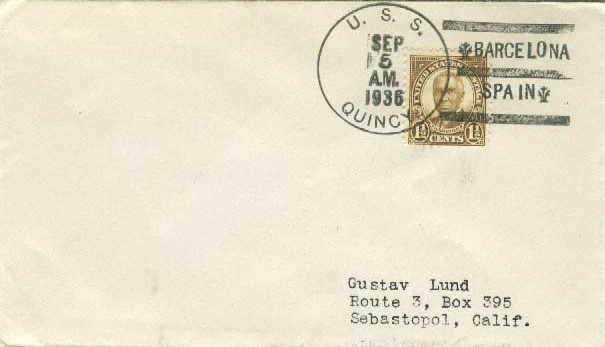 U. S. S.
SEP
5
A.M.
1936
QUINCY
BARCELONA
SPAIN
UNITED STATES POSTAGE
HARDING
1½ 1½
CENTS
Gustav Lund
Route 3, Box 395
Sebastopol, Calif.